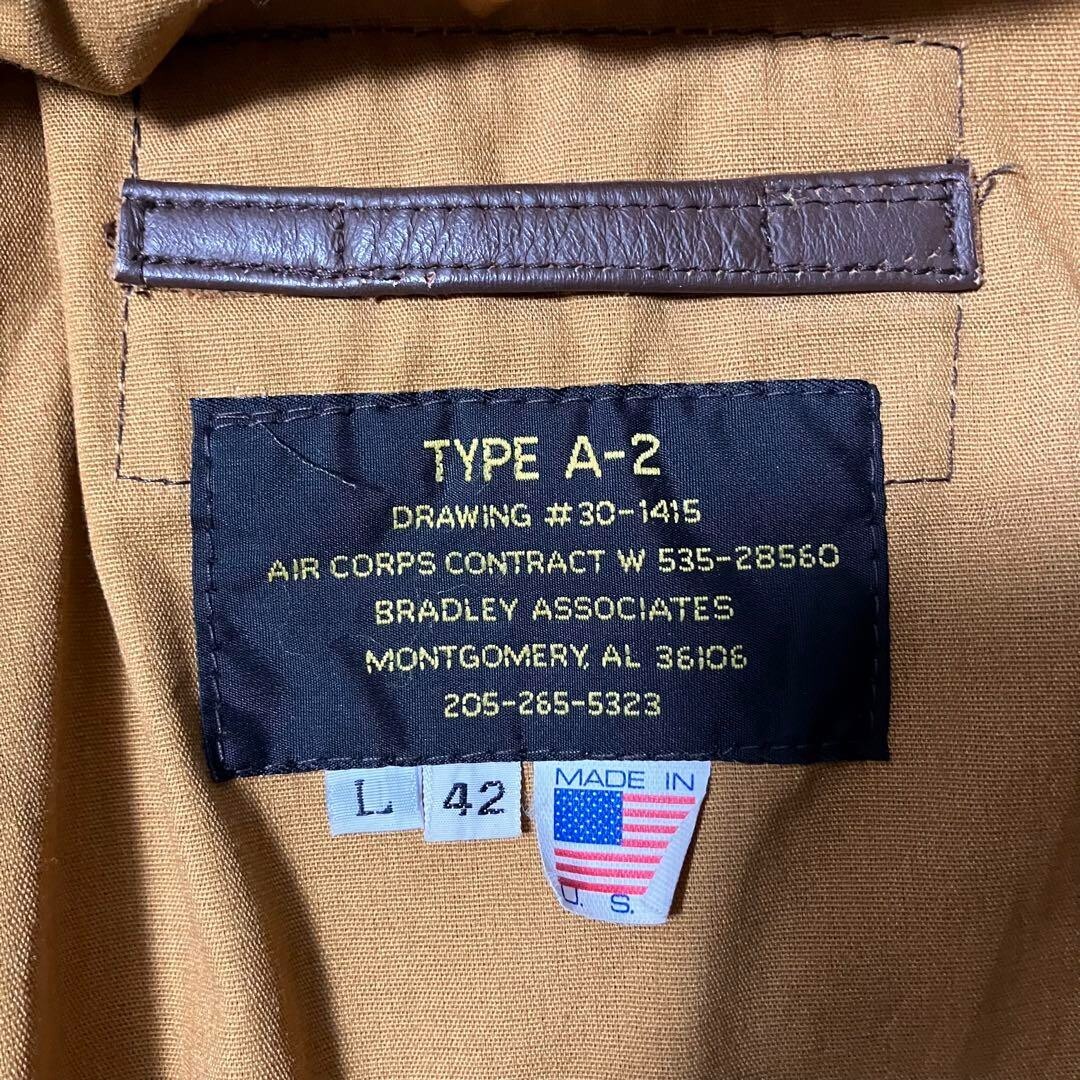 TYPE A-2
DRAWING #30-1415
AIR CORPS CONTRACT W 535-28560
BRADLEY ASSOCIATES
MONTGOMERY, AL 36106
205-265-5323
L 42
MADE IN
U. S.